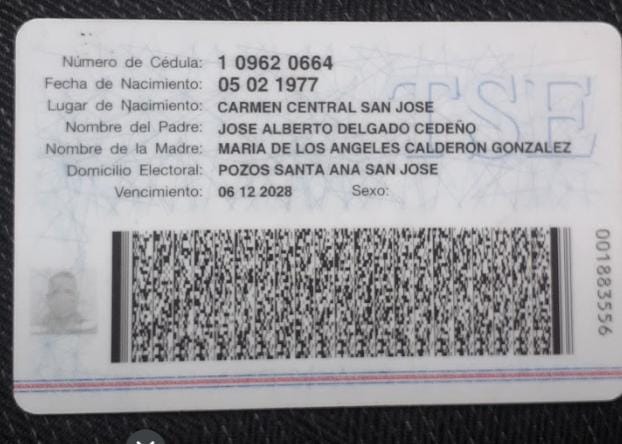 Número de Cédula: 1 0962 0664
Fecha de Nacimiento: 05 02 1977
Lugar de Nacimiento: CARMEN CENTRAL SAN JOSE
Nombre del Padre: JOSE ALBERTO DELGADO CEDEÑO
Nombre de la Madre: MARIA DE LOS ANGELES CALDERON GONZALEZ
Domicilio Electoral: POZOS SANTA ANA SAN JOSE
Vencimiento: 06 12 2028 Sexo:
TSE
001883556